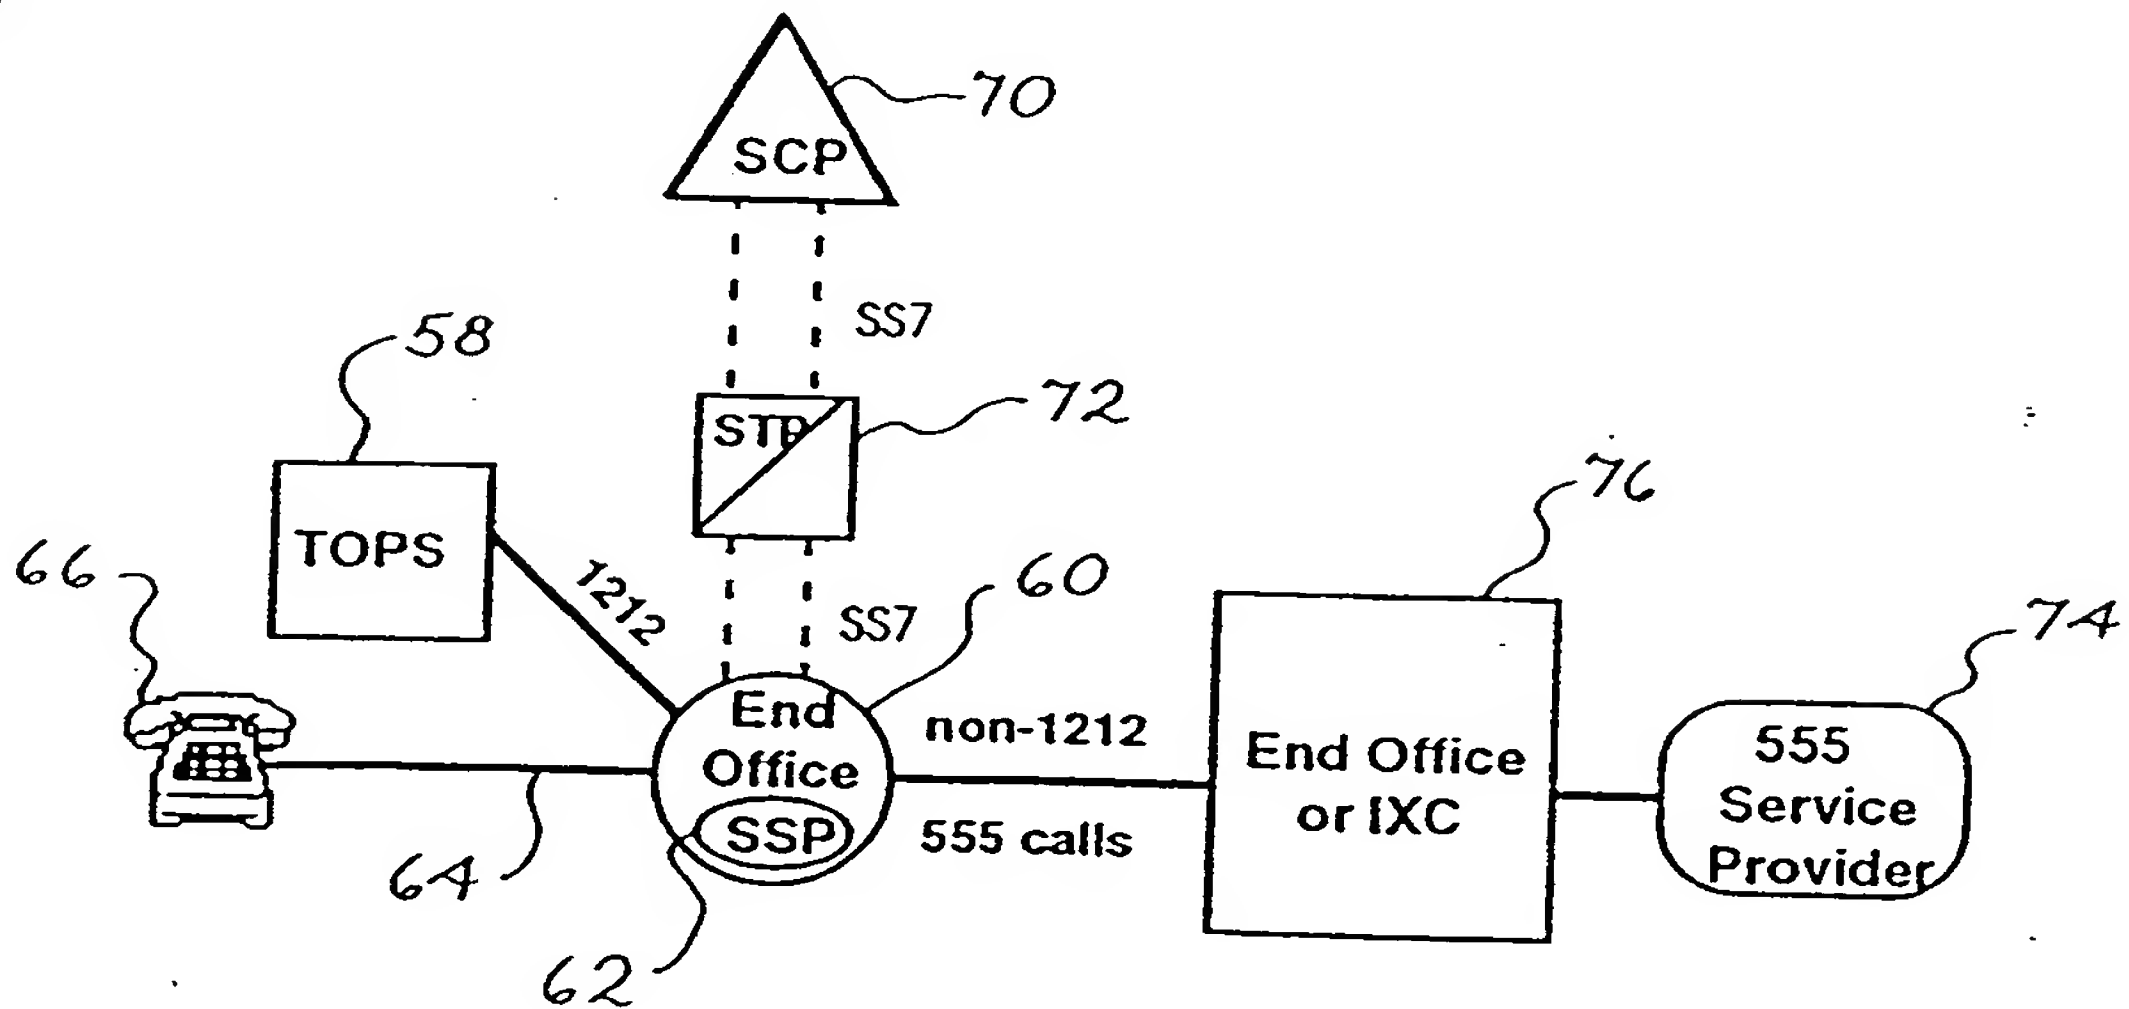 70
SCP
SS7
58
72
STP
76
TOPS
66
1212
60
SS7
74
End
Office
SSP
non-1212
555 calls
End Office
or IXC
555
Service
Provider
64
62